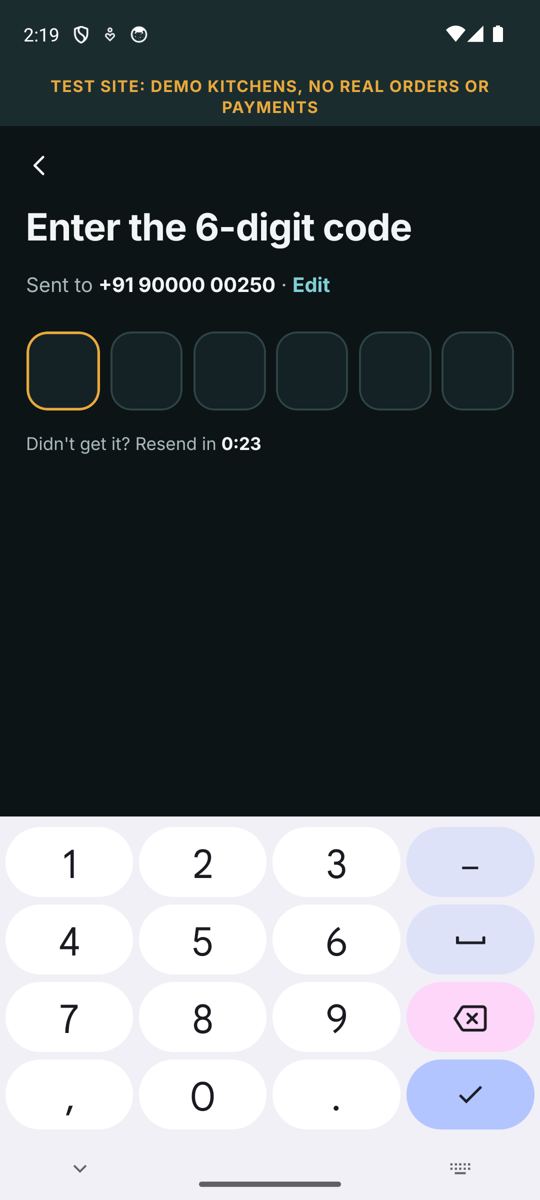 2:19
TEST SITE: DEMO KITCHENS, NO REAL ORDERS OR
PAYMENTS
Enter the 6-digit code
Sent to +91 90000 00250 · Edit
Didn't get it? Resend in 0:23
1 2 3 –
4 5 6
7 8 9
, 0 .